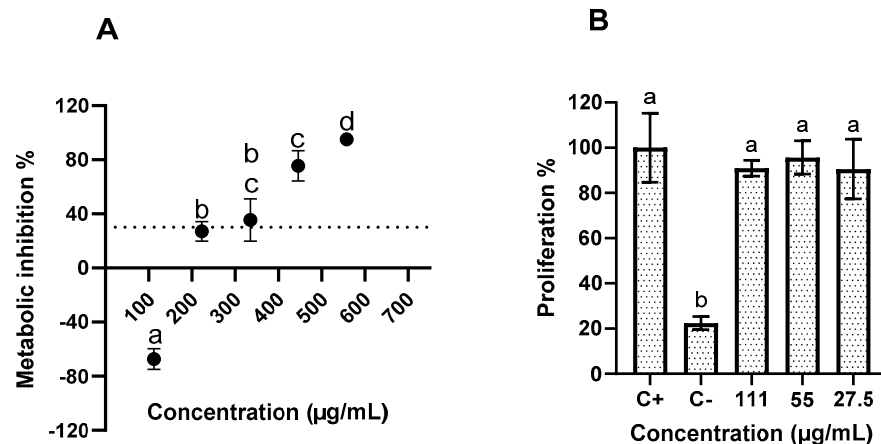 A
Metabolic inhibition %
120
80
40
0
-40
-80
-120
a
b
b
c
c
d
100
200
300
400
500
600
700
Concentration (µg/mL)
B
Proliferation %
120
100
80
60
40
20
0
a
b
a
a
a
C+
C-
111
55
27.5
Concentration (µg/mL)